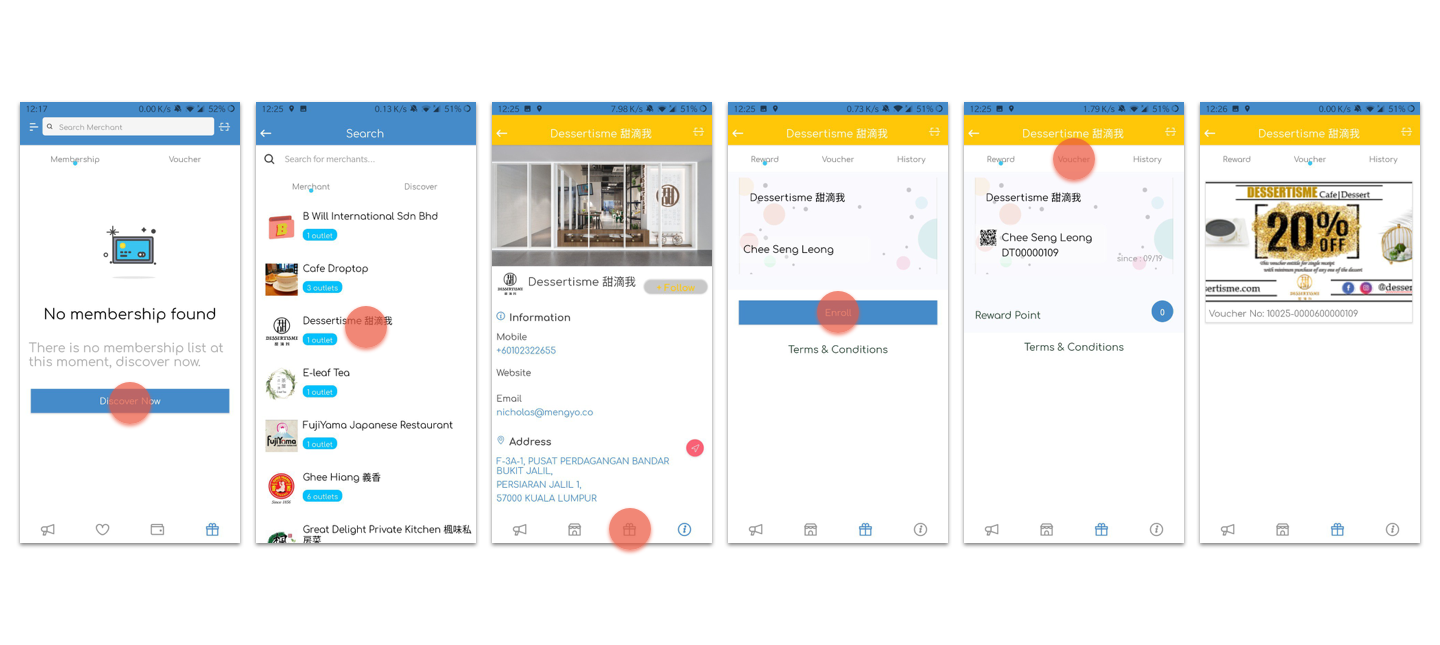 12:17
0.00 K/s 52%
Search Merchant
Membership Voucher
No membership found
There is no membership list at
this moment, discover now.
Discover Now
12:25
0.13 K/s 51%
Search
Search for merchants...
Merchant Discover
B Will International Sdn Bhd
1 outlet
Cafe Droptop
3 outlets
Dessertisme 甜滴我
DESSERTISME
1 outlet
E-leaf Tea
1 outlet
FujiYama Japanese Restaurant
FujiYama
1 outlet
Ghee Hiang 義香
Since 1856
6 outlets
Great Delight Private Kitchen 楓味私
房菜
12:25
7.98 K/s 51%
Dessertisme 甜滴我
Dessertisme 甜滴我
DESSERTISME
+ Follow
Information
Mobile
+60102322655
Website
Email
nicholas@mengyo.co
Address
F-3A-1, PUSAT PERDAGANGAN BANDAR
BUKIT JALIL,
PERSIARAN JALIL 1,
57000 KUALA LUMPUR
12:25
0.73 K/s 51%
Dessertisme 甜滴我
Reward Voucher History
Dessertisme 甜滴我
Chee Seng Leong
Enroll
Terms & Conditions
12:25
1.79 K/s 51%
Dessertisme 甜滴我
Reward Voucher History
Dessertisme 甜滴我
Chee Seng Leong
DT00000109
since : 09/19
Reward Point 0
Terms & Conditions
12:26
0.00 K/s 51%
Dessertisme 甜滴我
Reward Voucher History
DESSERTISME Cafe|Dessert
20% OFF
This voucher entitle for single receipt
with minimum purchase of any one of the dessert
sertisme.com @desser
Voucher No: 10025-0000600000109